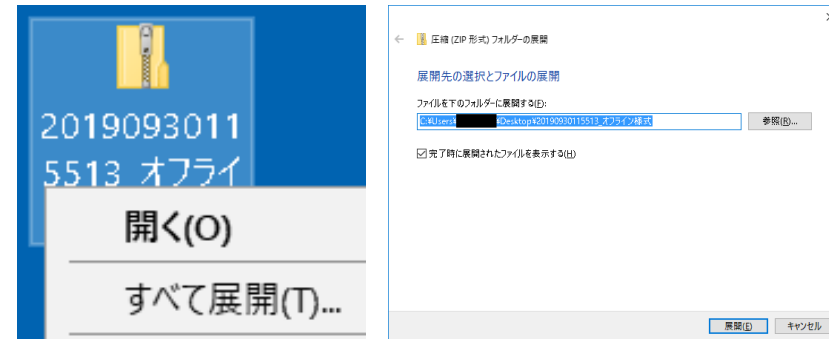 2019093011
5513_オフライ
開く(O)
すべて展開(T)...
圧縮 (ZIP 形式) フォルダーの展開
展開先の選択とファイルの展開
ファイルを下のフォルダーに展開する(F):
C:¥Users¥ ¥Desktop¥20190930115513_オフライン様式
参照(R)...
完了時に展開されたファイルを表示する(H)
展開(E) キャンセル